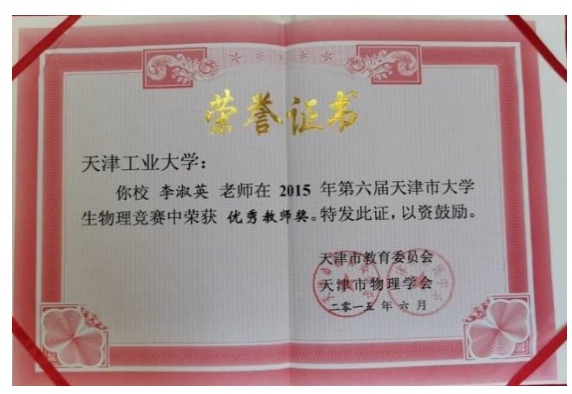 荣誉证书
天津工业大学：
你校 李淑英 老师在 2015 年第六届天津市大学
生物理竞赛中荣获 优秀教师奖。特发此证，以资鼓励。
天津市教育委员会
天津市物理学会
二零一五年六月